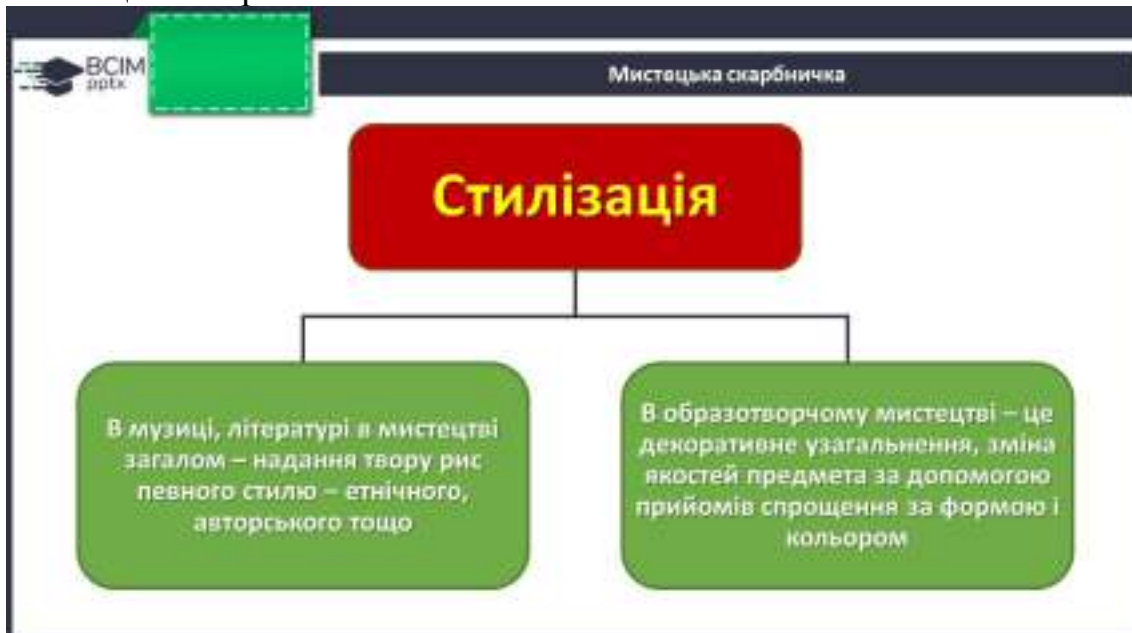 BCIM
pptx
Мистецька скарбничка
Стилізація
В музиці, літературі в мистецтві
загалом – надання твору рис
певного стилю – етнічного,
авторського тощо
В образотворчому мистецтві – це
декоративне узагальнення, зміна
якостей предмета за допомогою
прийомів спрощення за формою і
кольором